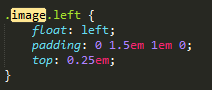 .image.left {
float: left;
padding: 0 1.5em 1em 0;
top: 0.25em;
}